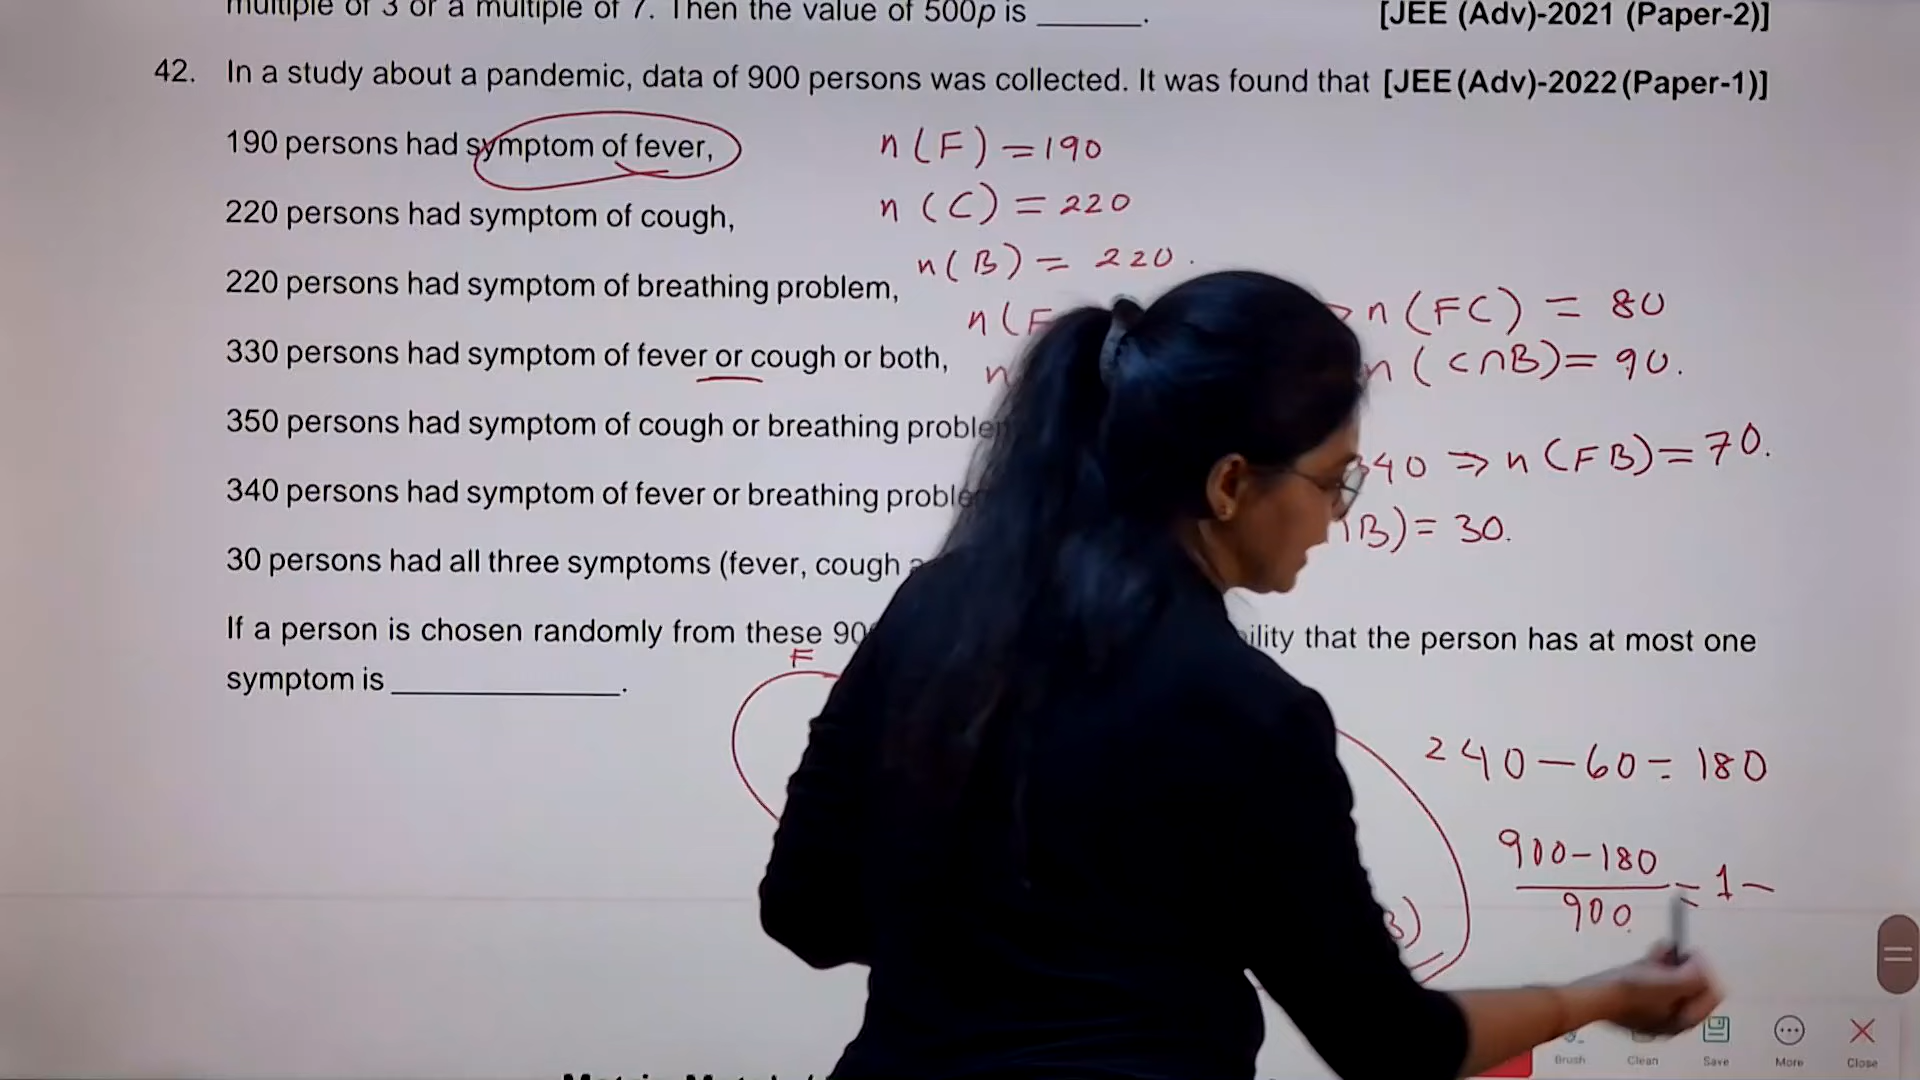 multiple of 3 or a multiple of 7. Then the value of 500p is ______. [JEE (Adv)-2021 (Paper-2)]
42. In a study about a pandemic, data of 900 persons was collected. It was found that [JEE (Adv)-2022 (Paper-1)]
190 persons had symptom of fever, n(F) = 190
220 persons had symptom of cough, n(C) = 220
220 persons had symptom of breathing problem, n(B) = 220.
n(F n(FC) = 80
330 persons had symptom of fever or cough or both, n n(C∩B) = 90.
350 persons had symptom of cough or breathing
340 persons had symptom of fever or breathing 340 ⇒ n(FB) = 70.
B) = 30.
30 persons had all three symptoms (fever, cough
If a person is chosen randomly from these that the person has at most one
symptom is ______.
F
240 - 60 = 180
900 - 180
900 = 1 -
B)
Brush Clean Save More Close